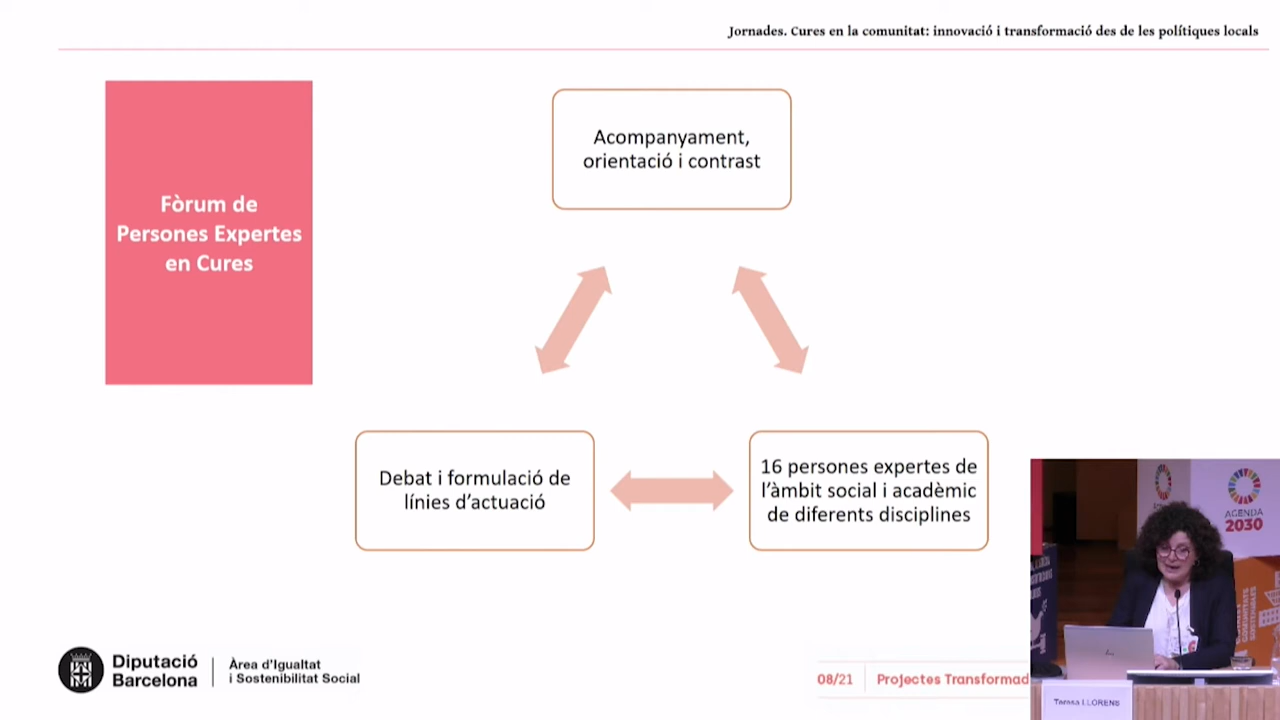 Jornades. Cures en la comunitat: innovació i transformació des de les polítiques locals
Fòrum de
Persones Expertes
en Cures
Acompanyament,
orientació i contrast
Debat i formulació de
línies d'actuació
16 persones expertes de
l'àmbit social i acadèmic
de diferents disciplines
Diputació
Barcelona
Àrea d'Igualtat
i Sostenibilitat Social
08/21
Projectes Transformad
AGENDA
2030
Teresa LLORENS